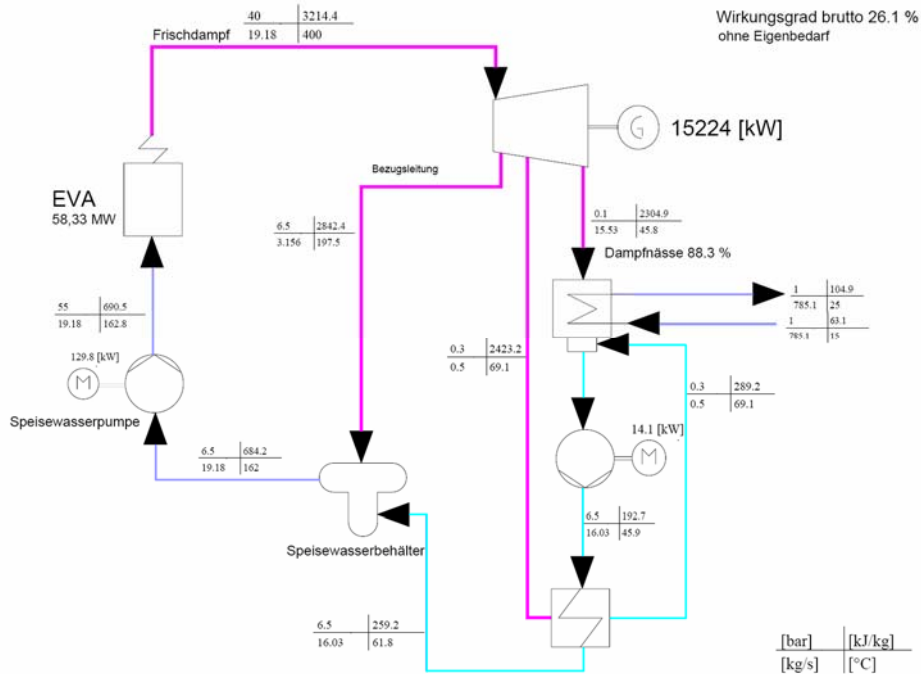 Wirkungsgrad brutto 26.1 %
ohne Eigenbedarf
40 3214.4
Frischdampf 19.18 400
G 15224 [kW]
Bezugsleitung
EVA
58,33 MW
6.5 2842.4
3.156 197.5
0.1 2304.9
15.53 45.8
Dampfnässe 88.3 %
1 104.9
785.1 25
1 63.1
785.1 15
55 690.5
19.18 162.8
0.3 2423.2
0.5 69.1
0.3 289.2
0.5 69.1
129.8 [kW]
M
Speisewasserpumpe
14.1 [kW]
M
6.5 684.2
19.18 162
6.5 192.7
16.03 45.9
Speisewasserbehälter
6.5 259.2
16.03 61.8
[bar] [kJ/kg]
[kg/s] [°C]